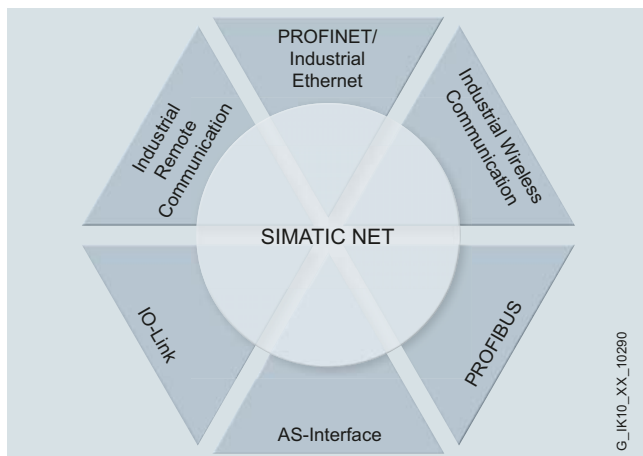 PROFINET/
Industrial
Ethernet
Industrial
Remote
Communication
Industrial Wireless
Communication
SIMATIC NET
IO-Link
PROFIBUS
AS-Interface
G_IK10_XX_10290